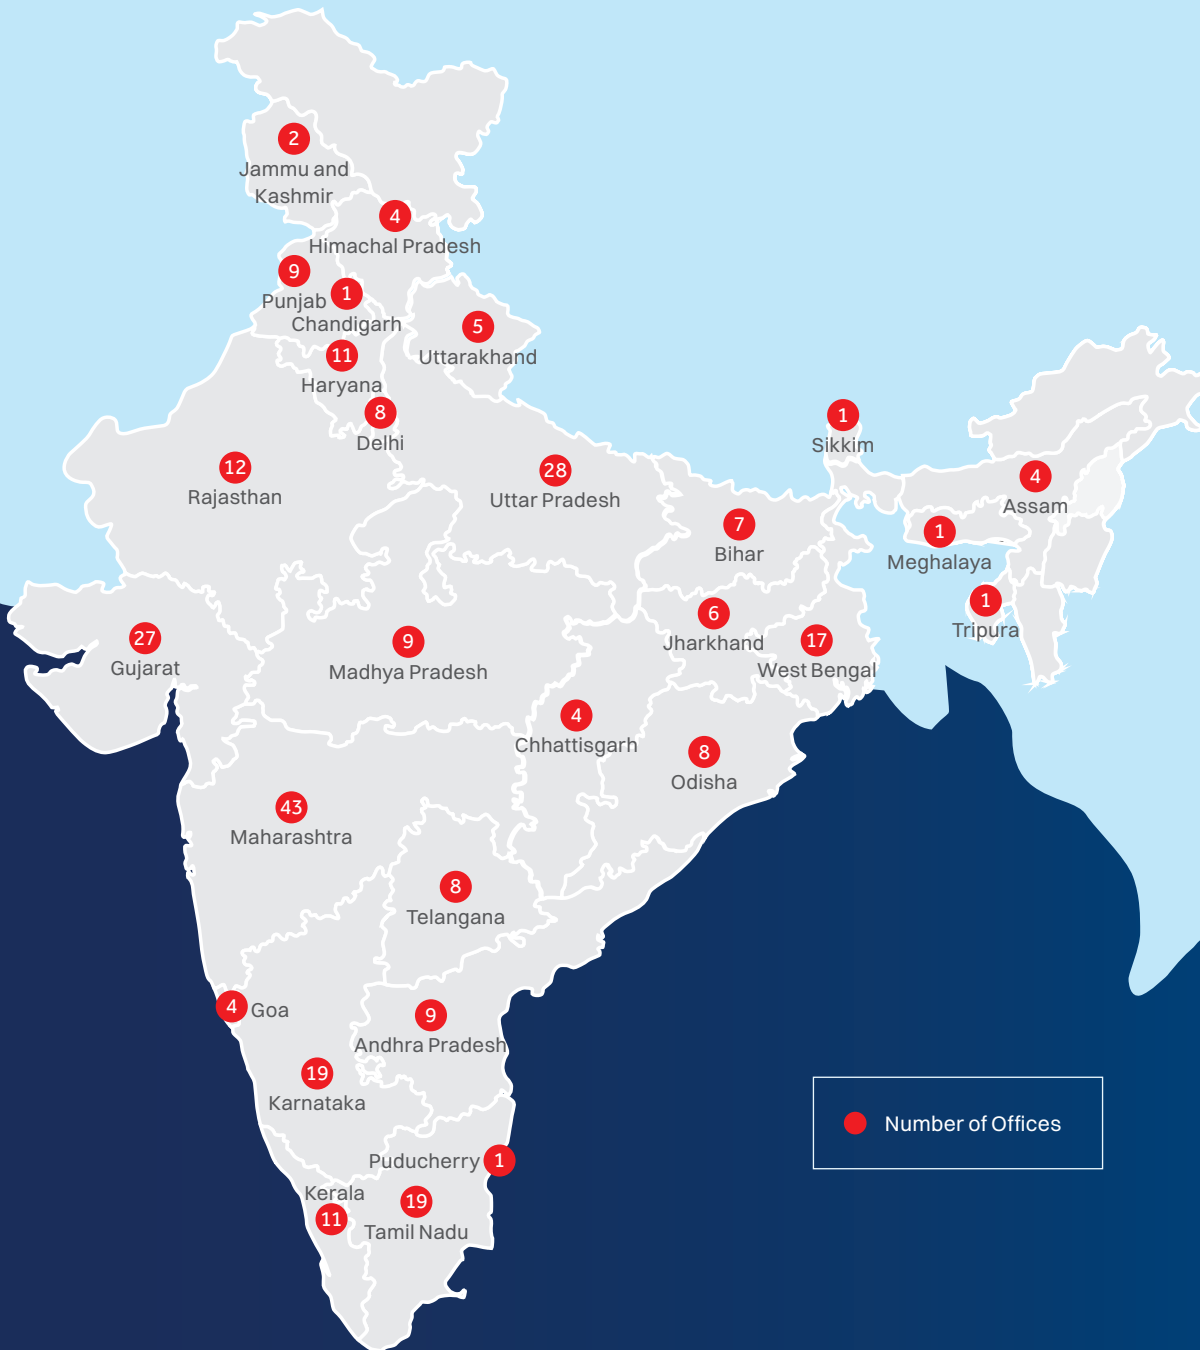 2
Jammu and
Kashmir
4
Himachal Pradesh
9
Punjab
1
Chandigarh
5
Uttarakhand
11
Haryana
8
Delhi
1
Sikkim
12
Rajasthan
28
Uttar Pradesh
4
Assam
7
Bihar
1
Meghalaya
1
Tripura
6
Jharkhand
17
West Bengal
27
Gujarat
9
Madhya Pradesh
4
Chhattisgarh
8
Odisha
43
Maharashtra
8
Telangana
4 Goa
9
Andhra Pradesh
19
Karnataka
Number of Offices
Puducherry 1
Kerala
11
19
Tamil Nadu